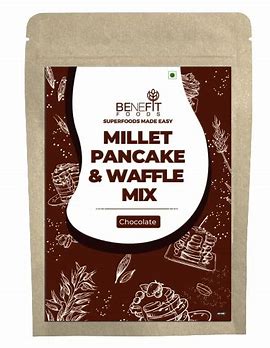 BENEFIT
FOODS
SUPERFOODS MADE EASY
MILLET
PANCAKE
& WAFFLE
MIX
Chocolate